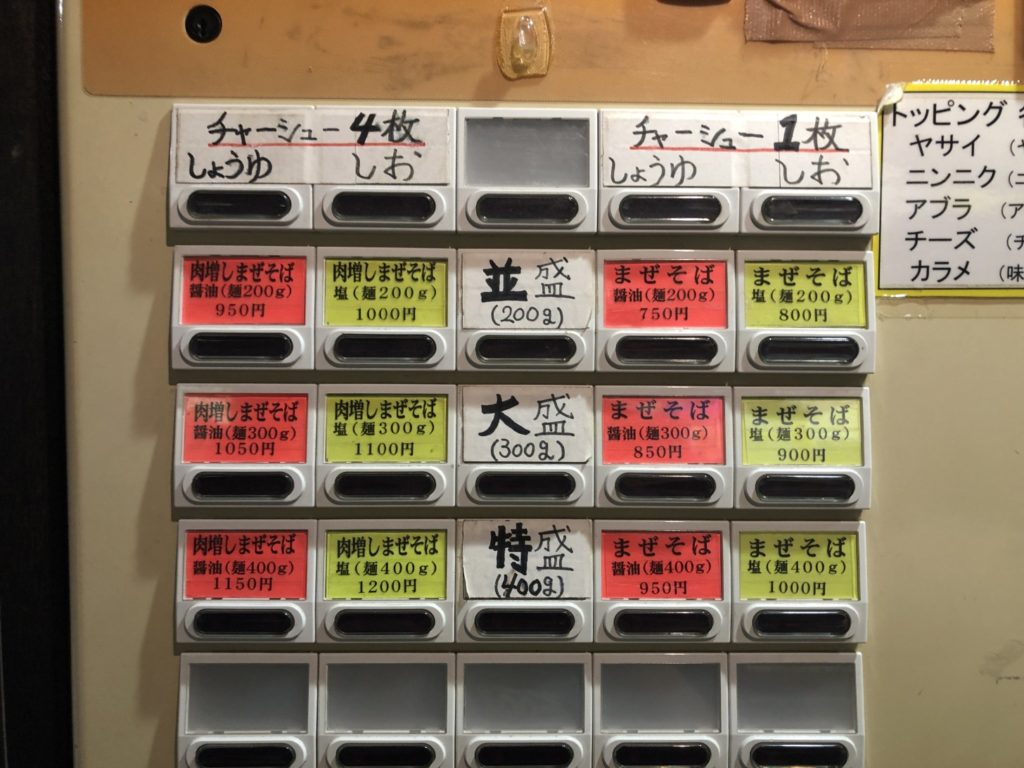 チャーシュー 4枚
しょうゆ しお
チャーシュー 1枚
しょうゆ しお
肉増しまぜそば
醤油(麺200g)
950円
肉増しまぜそば
塩(麺200g)
1000円
並盛
(200g)
まぜそば
醤油(麺200g)
750円
まぜそば
塩(麺200g)
800円
肉増しまぜそば
醤油(麺300g)
1050円
肉増しまぜそば
塩(麺300g)
1100円
大盛
(300g)
まぜそば
醤油(麺300g)
850円
まぜそば
塩(麺300g)
900円
肉増しまぜそば
醤油(麺400g)
1150円
肉増しまぜそば
塩(麺400g)
1200円
特盛
(400g)
まぜそば
醤油(麺400g)
950円
まぜそば
塩(麺400g)
1000円
トッピング
ヤサイ
ニンニク
アブラ
チーズ
カラメ (味